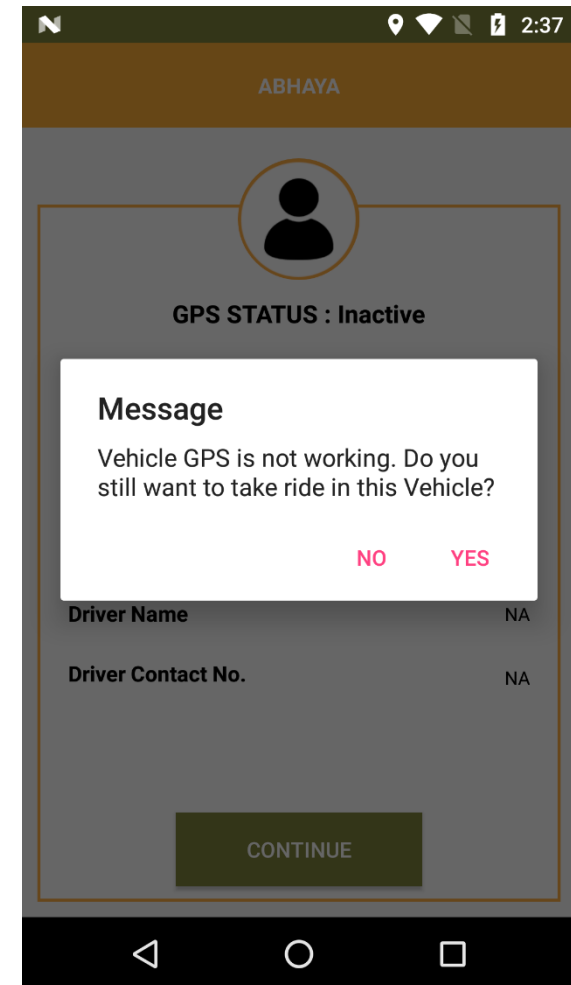 2:37
ABHAYA
GPS STATUS : Inactive
Message
Vehicle GPS is not working. Do you
still want to take ride in this Vehicle?
NO YES
Driver Name NA
Driver Contact No. NA
CONTINUE